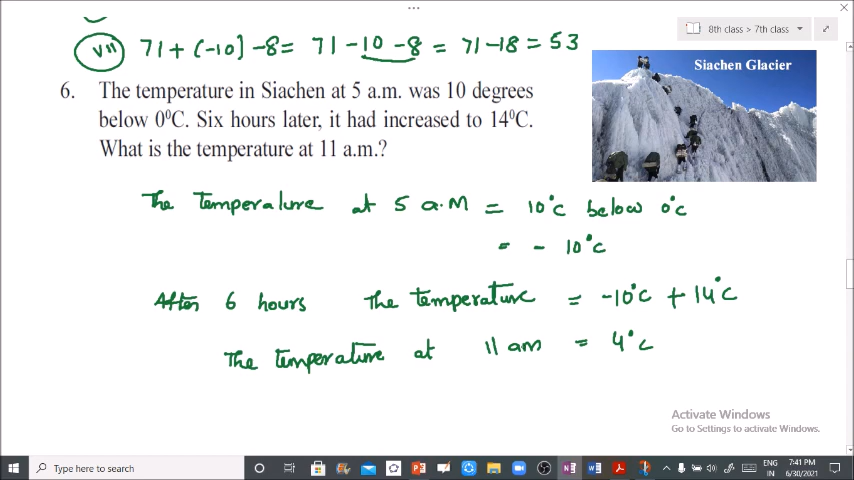 8th class > 7th class
VII 71 + (-10) - 8 = 71 - 10 - 8 = 71 - 18 = 53
6. The temperature in Siachen at 5 a.m. was 10 degrees
below 0⁰C. Six hours later, it had increased to 14⁰C.
What is the temperature at 11 a.m.?
Siachen Glacier
The temperature at 5 a.M = 10°C below 0°C
= - 10°C
After 6 hours the temperature = -10°C + 14°C
The temperature at 11 am = 4°C
Activate Windows
Go to Settings to activate Windows.
Type here to search
ENG
IN
7:41 PM
6/30/2021